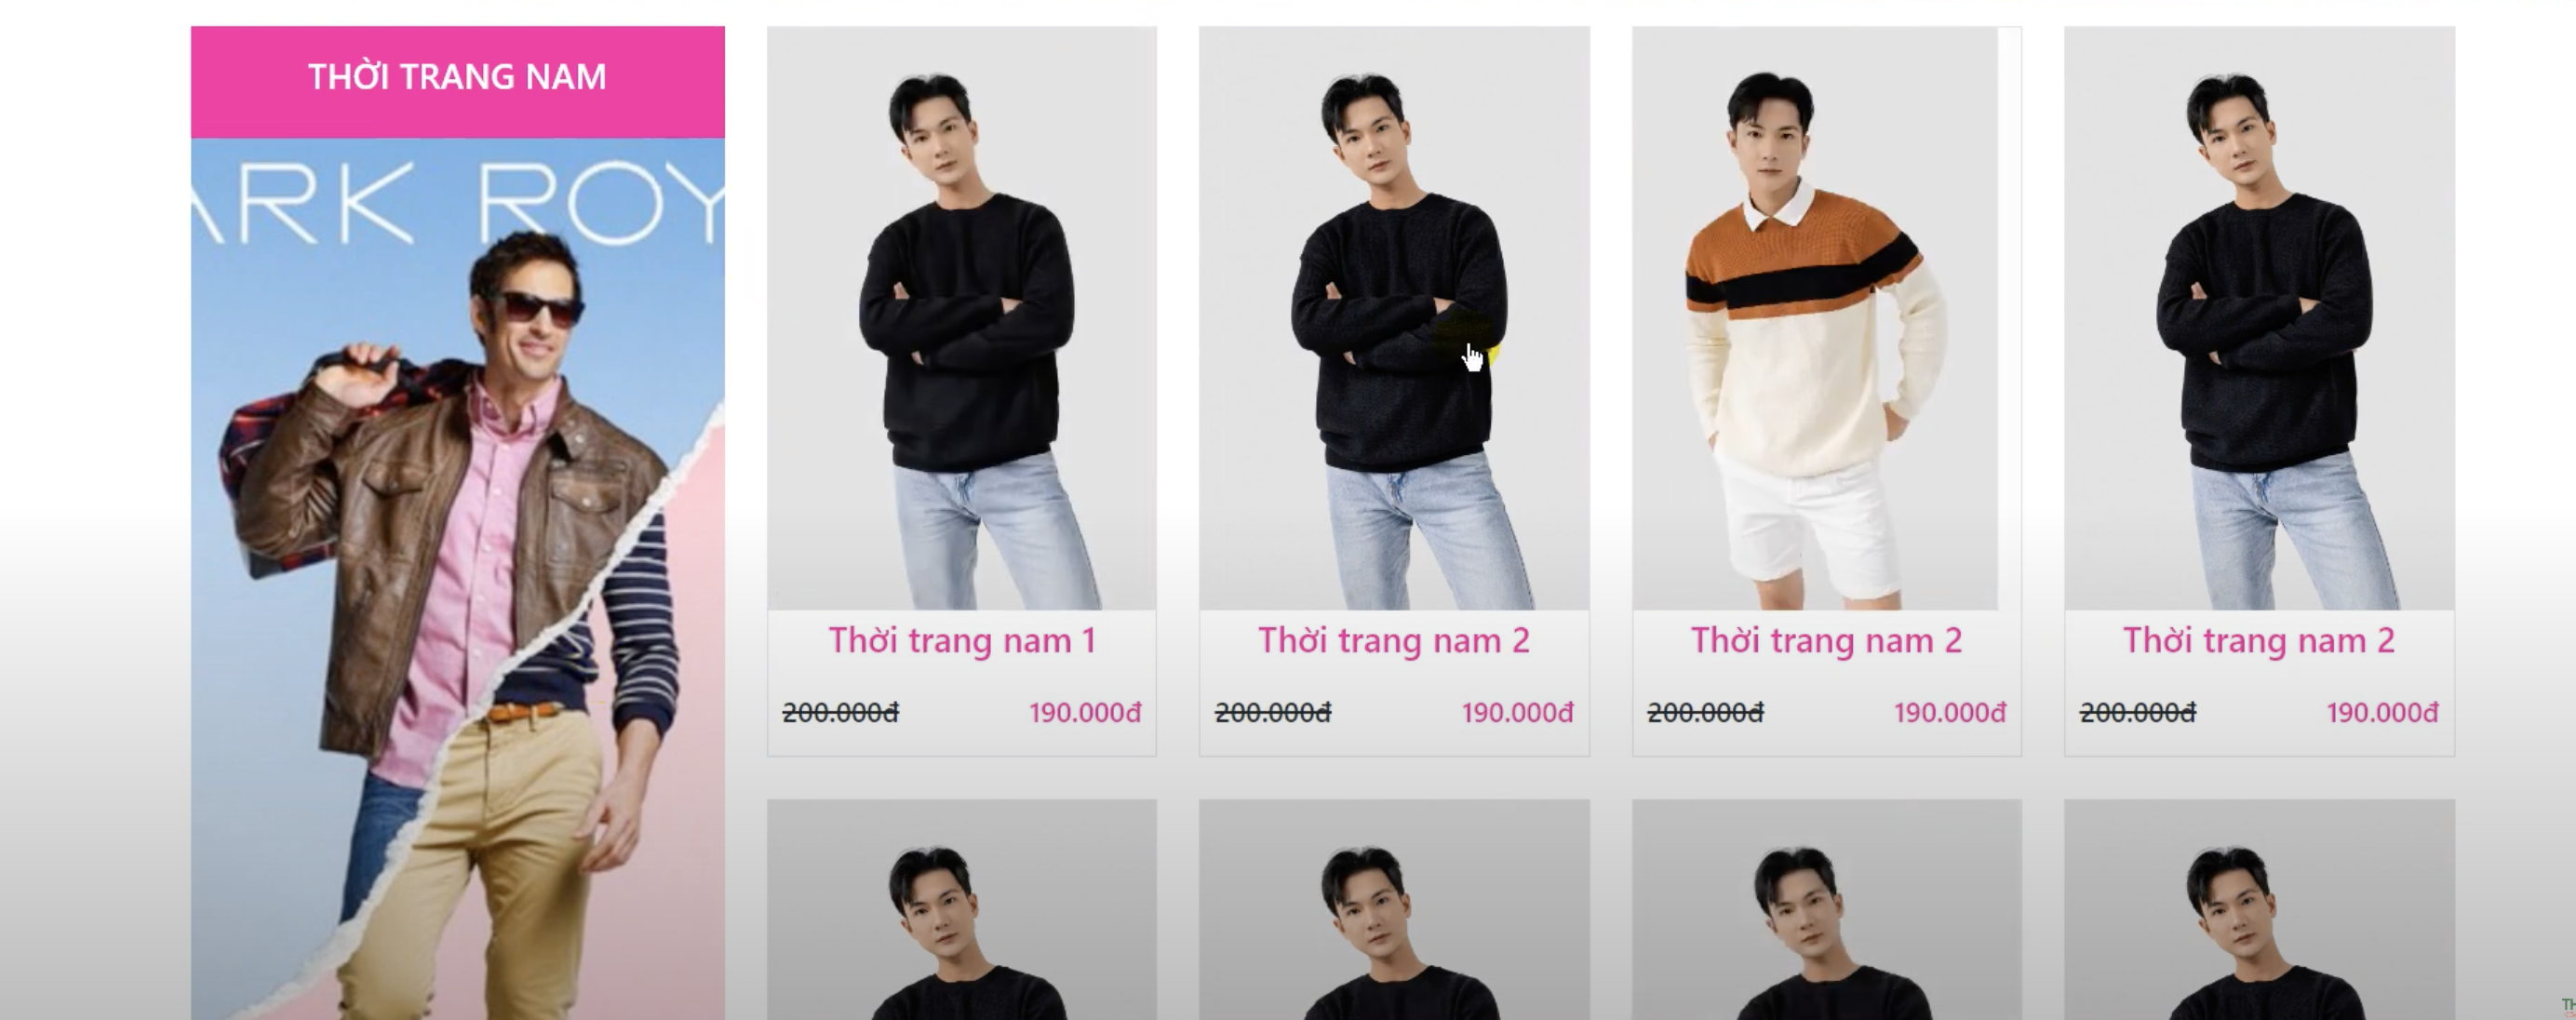 THỜI TRANG NAM
ARK ROY
Thời trang nam 1
200.000đ 190.000đ
Thời trang nam 2
200.000đ 190.000đ
Thời trang nam 2
200.000đ 190.000đ
Thời trang nam 2
200.000đ 190.000đ